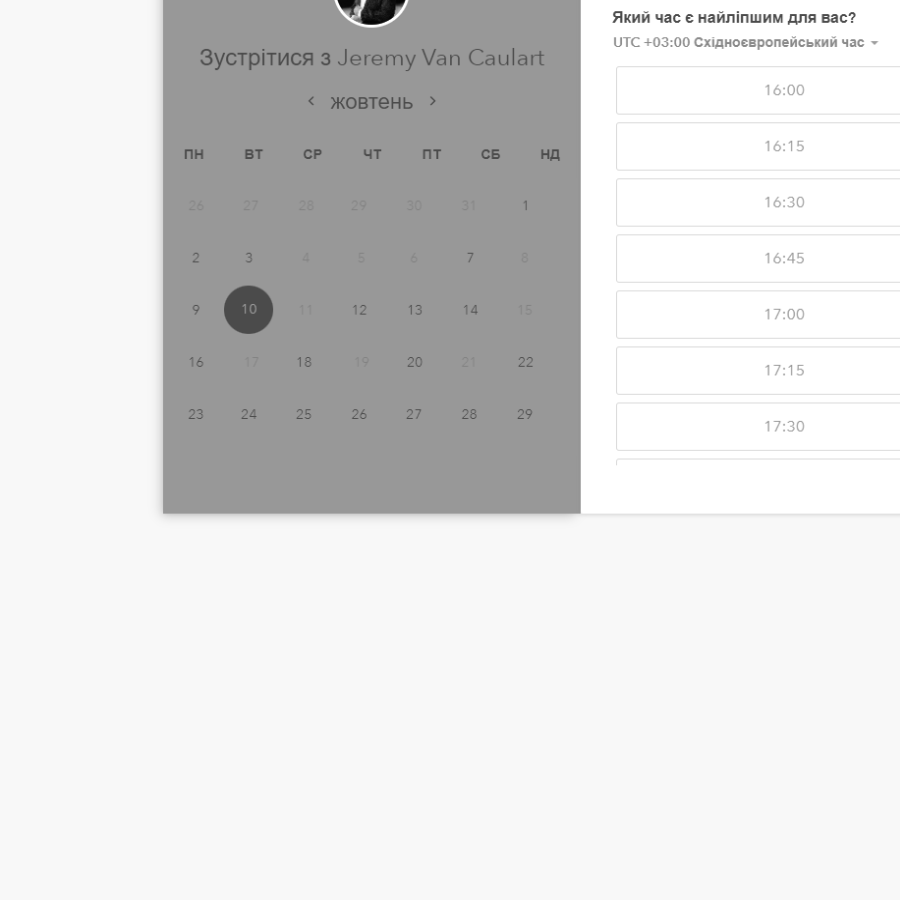 Зустрітися з Jeremy Van Caulart
жовтень
ПН ВТ СР ЧТ ПТ СБ НД
26 27 28 29 30 31 1
2 3 4 5 6 7 8
9 10 11 12 13 14 15
16 17 18 19 20 21 22
23 24 25 26 27 28 29
Який час є найліпшим для вас?
UTC +03:00 Східноєвропейський час
16:00
16:15
16:30
16:45
17:00
17:15
17:30